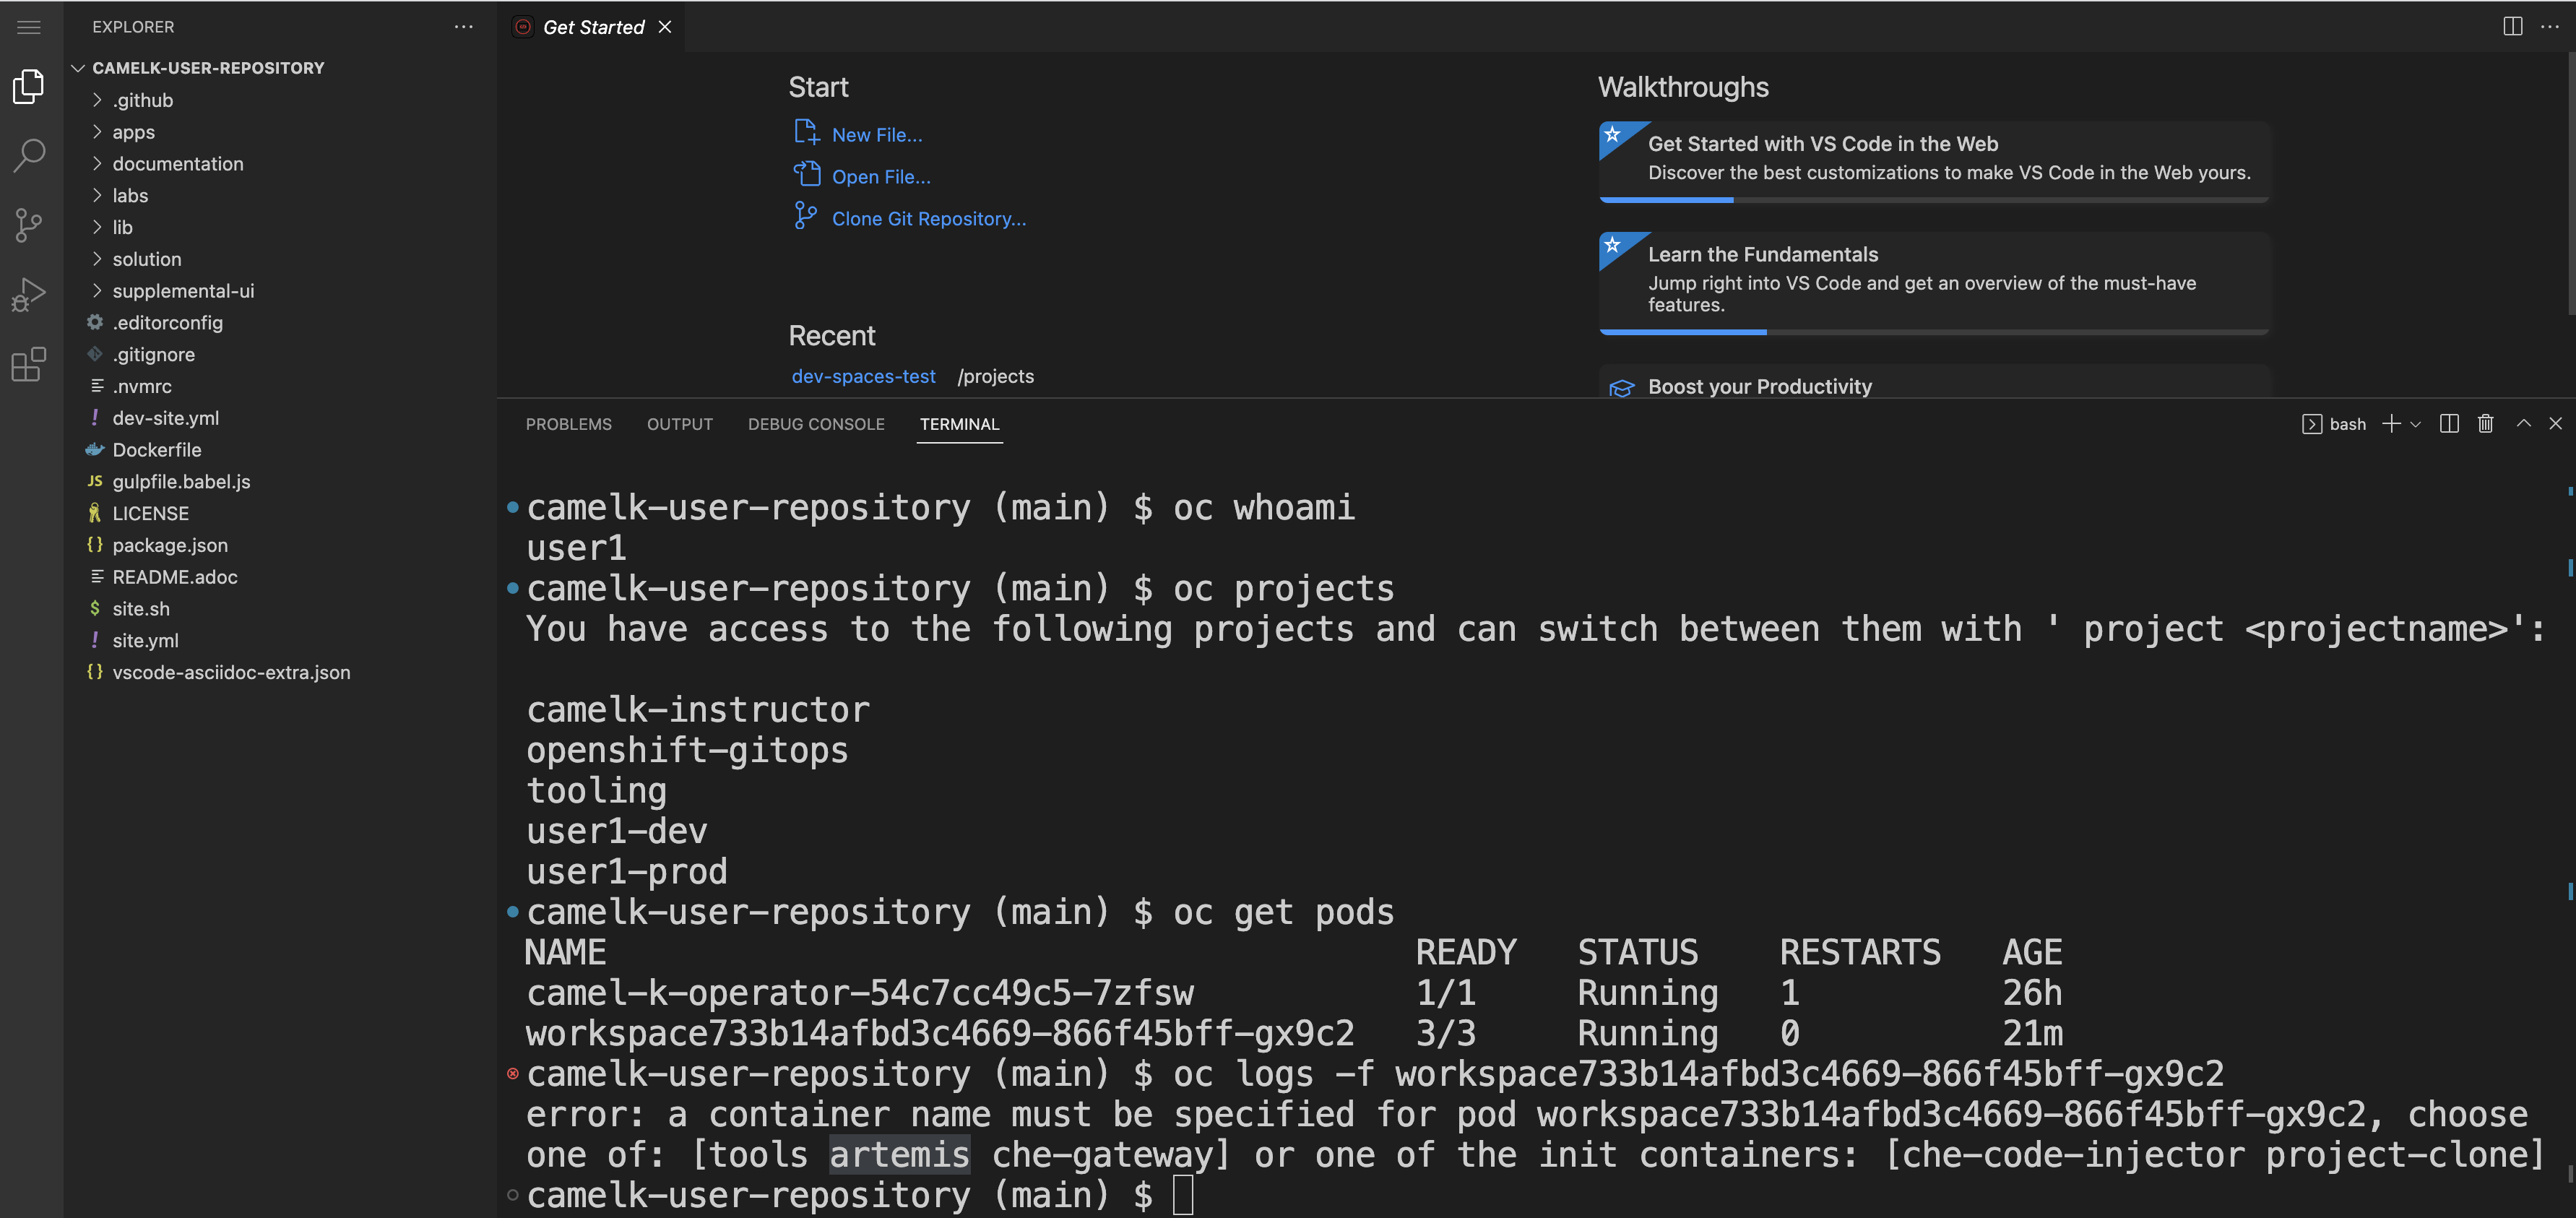 EXPLORER
CAMELK-USER-REPOSITORY
.github
apps
documentation
labs
lib
solution
supplemental-ui
.editorconfig
.gitignore
.nvmrc
! dev-site.yml
Dockerfile
JS gulpfile.babel.js
LICENSE
{} package.json
README.adoc
$ site.sh
! site.yml
{} vscode-asciidoc-extra.json
Get Started
Start
New File...
Open File...
Clone Git Repository...
Recent
dev-spaces-test /projects
Walkthroughs
Get Started with VS Code in the Web
Discover the best customizations to make VS Code in the Web yours.
Learn the Fundamentals
Jump right into VS Code and get an overview of the must-have
features.
Boost your Productivity
PROBLEMS OUTPUT DEBUG CONSOLE TERMINAL
bash
camelk-user-repository (main) $ oc whoami
user1
camelk-user-repository (main) $ oc projects
You have access to the following projects and can switch between them with ' project <projectname>':
camelk-instructor
openshift-gitops
tooling
user1-dev
user1-prod
camelk-user-repository (main) $ oc get pods
NAME READY STATUS RESTARTS AGE
camel-k-operator-54c7cc49c5-7zfsw 1/1 Running 1 26h
workspace733b14afbd3c4669-866f45bff-gx9c2 3/3 Running 0 21m
camelk-user-repository (main) $ oc logs -f workspace733b14afbd3c4669-866f45bff-gx9c2
error: a container name must be specified for pod workspace733b14afbd3c4669-866f45bff-gx9c2, choose
one of: [tools artemis che-gateway] or one of the init containers: [che-code-injector project-clone]
camelk-user-repository (main) $